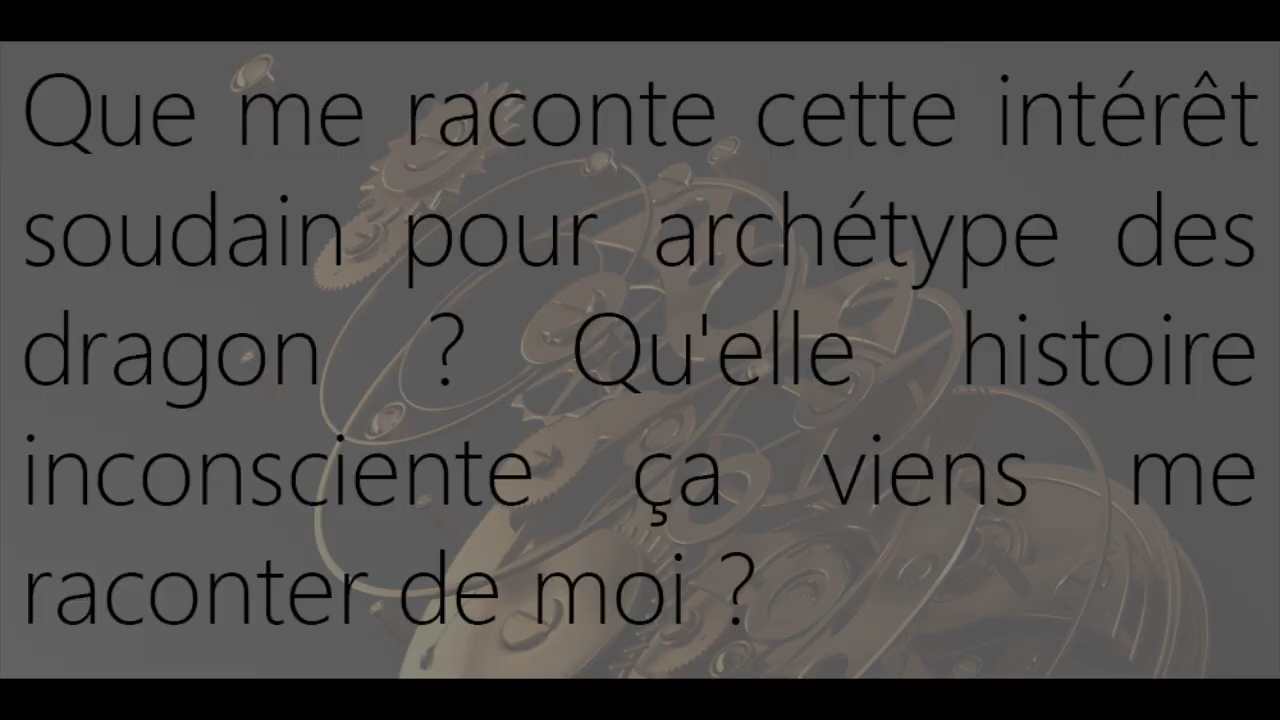 Que me raconte cette intérêt
soudain pour archétype des
dragon ? Qu'elle histoire
inconsciente ça viens me
raconter de moi ?